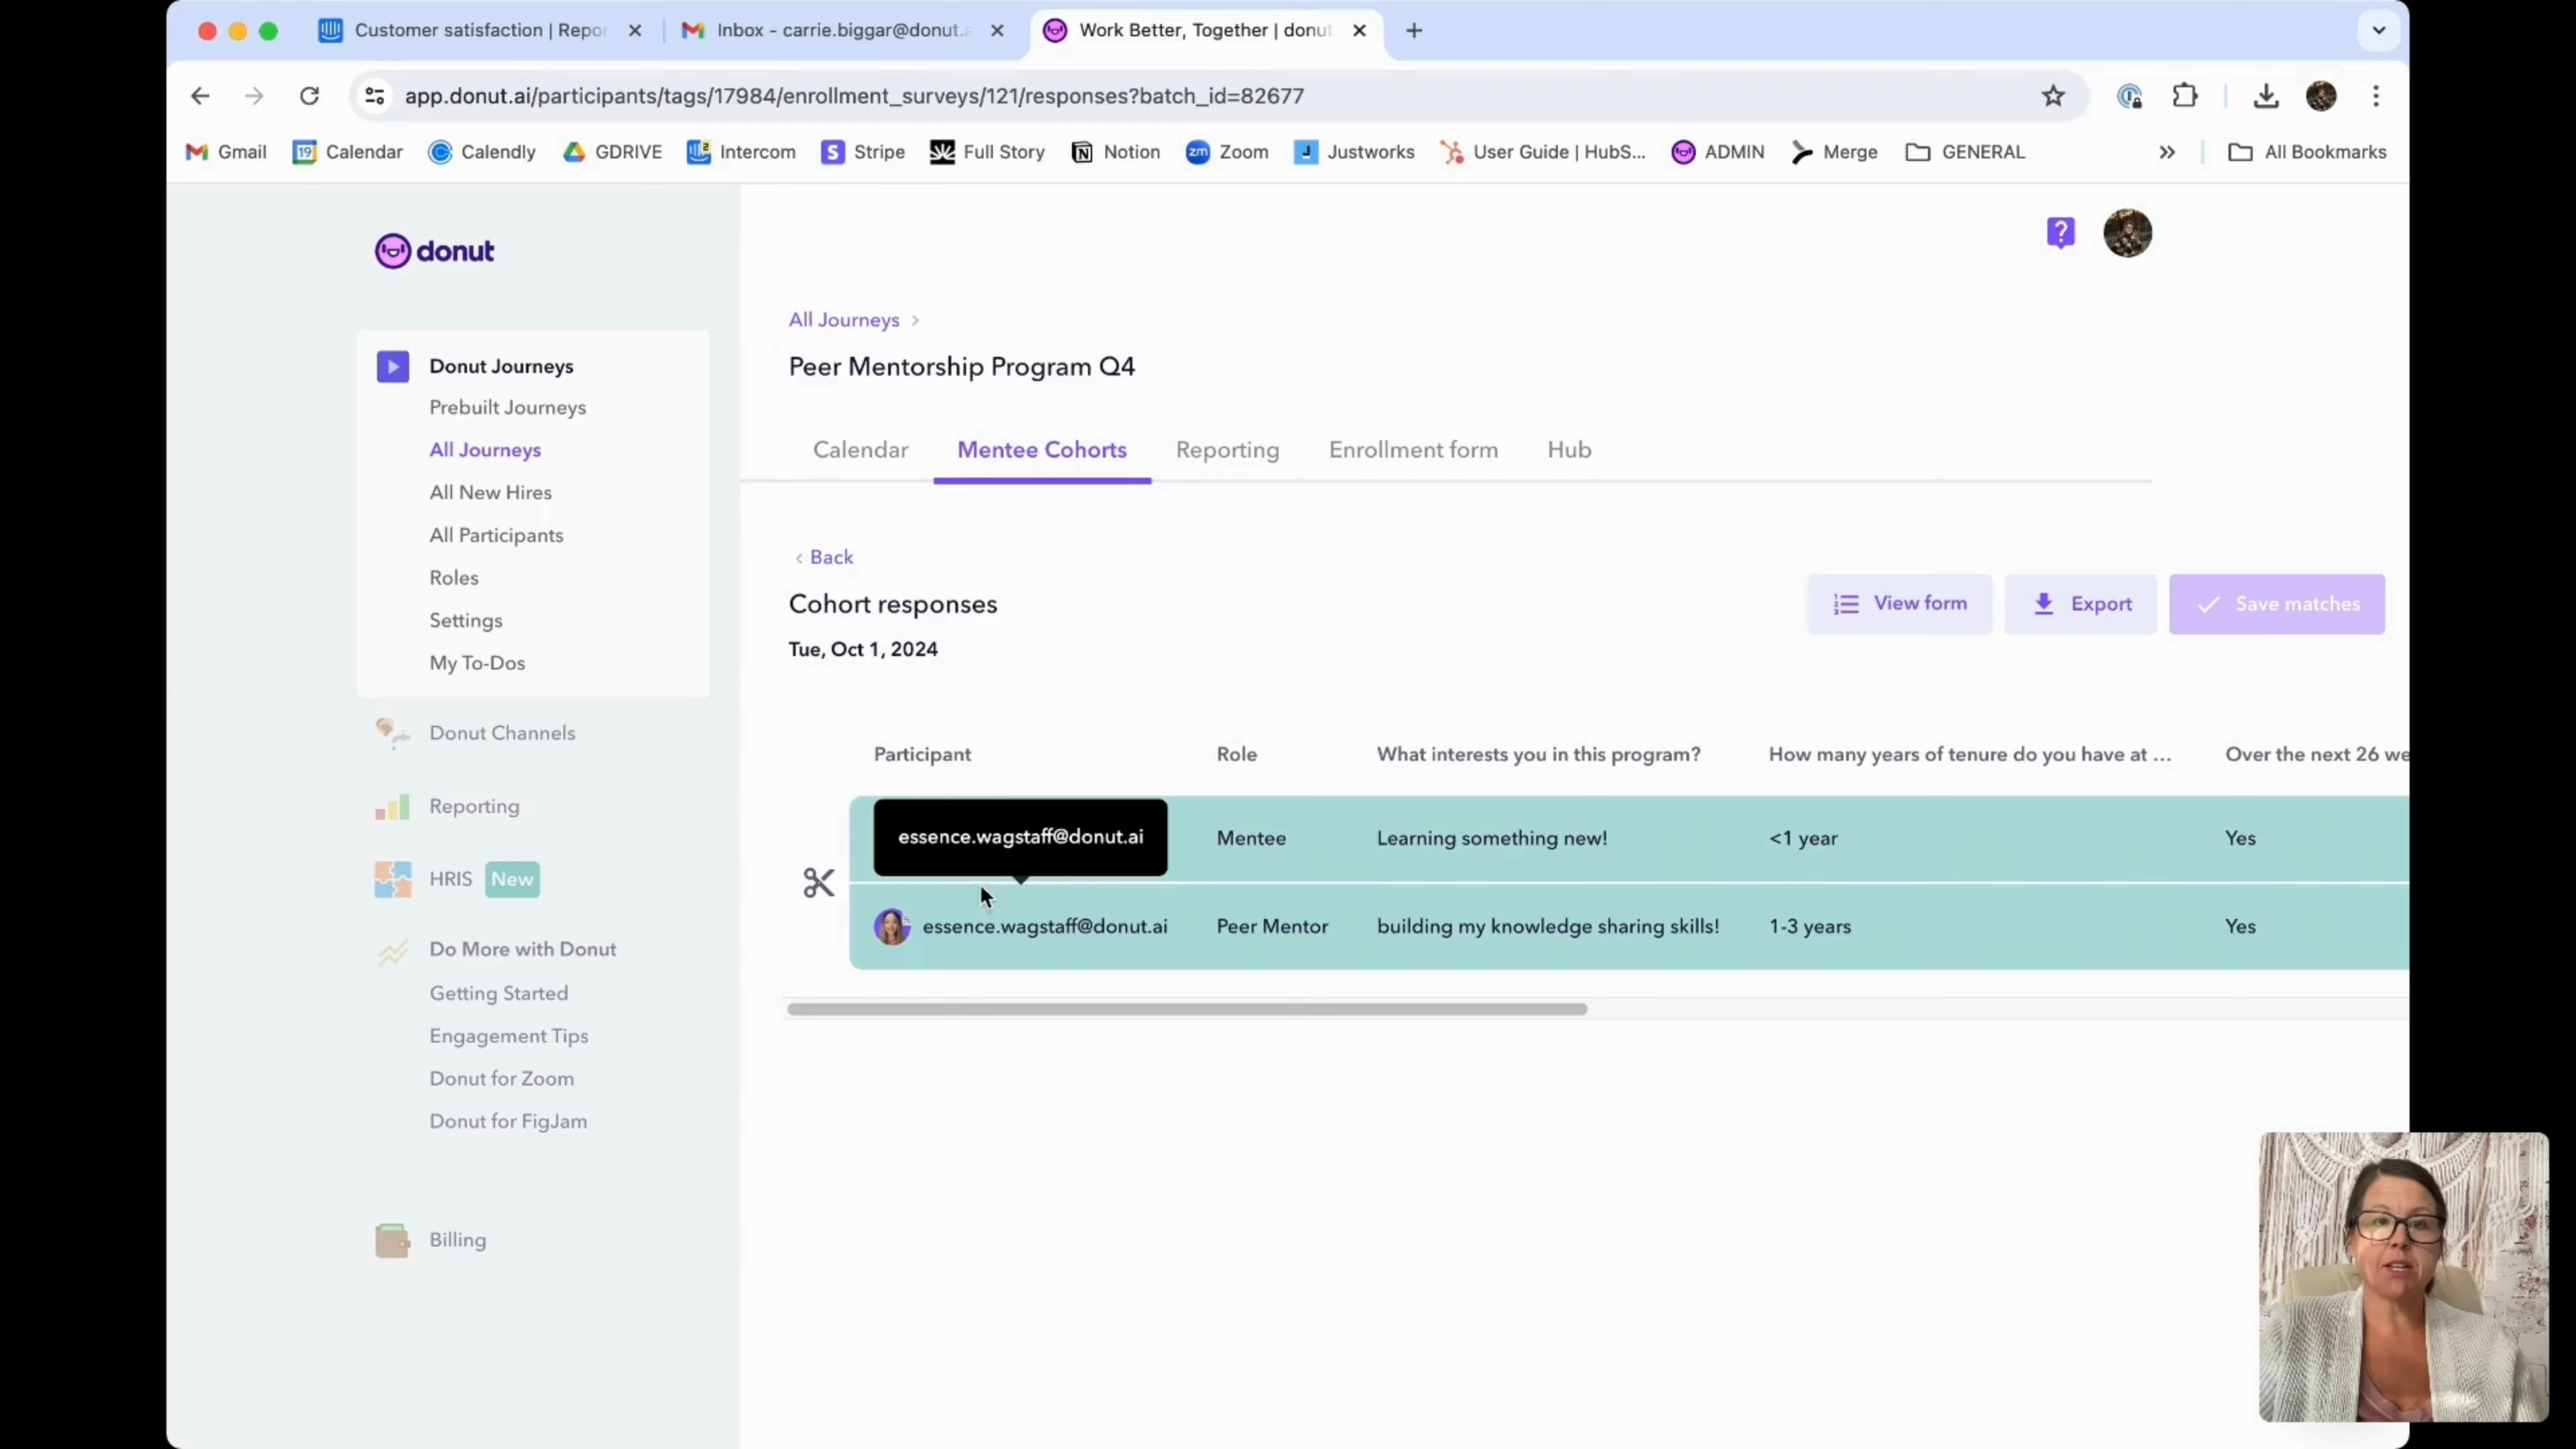 Customer satisfaction | Repor
Inbox - carrie.biggar@donut.a
Work Better, Together | donut
app.donut.ai/participants/tags/17984/enrollment_surveys/121/responses?batch_id=82677
Gmail
19 Calendar
Calendly
GDRIVE
2 Intercom
S Stripe
Full Story
Notion
zm Zoom
J Justworks
User Guide | HubS...
ADMIN
Merge
GENERAL
All Bookmarks
donut
?
Donut Journeys
Prebuilt Journeys
All Journeys
All New Hires
All Participants
Roles
Settings
My To-Dos
Donut Channels
Reporting
HRIS New
Do More with Donut
Getting Started
Engagement Tips
Donut for Zoom
Donut for FigJam
Billing
All Journeys >
Peer Mentorship Program Q4
Calendar Mentee Cohorts Reporting Enrollment form Hub
< Back
Cohort responses
Tue, Oct 1, 2024
View form Export Save matches
Participant Role What interests you in this program? How many years of tenure do you have at ... Over the next 26 we
essence.wagstaff@donut.ai Mentee Learning something new! <1 year Yes
essence.wagstaff@donut.ai Peer Mentor building my knowledge sharing skills! 1-3 years Yes